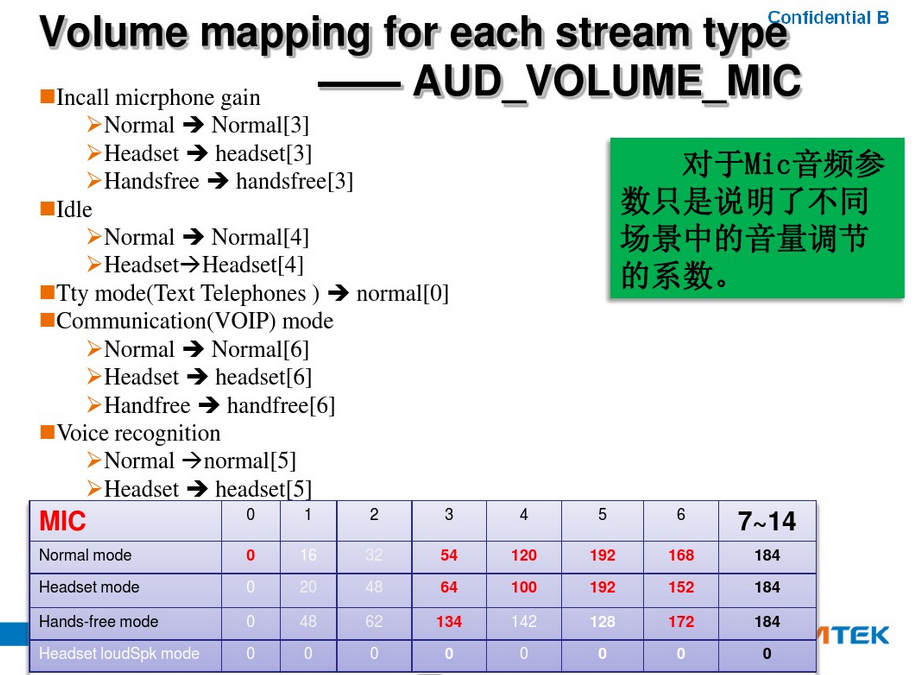 Confidential B
Volume mapping for each stream type
—— AUD_VOLUME_MIC
■Incall micrphone gain
➢Normal ➔ Normal[3]
➢Headset ➔ headset[3]
➢Handsfree ➔ handsfree[3]
■Idle
➢Normal ➔ Normal[4]
➢Headset→Headset[4]
■Tty mode(Text Telephones ) ➔ normal[0]
■Communication(VOIP) mode
➢Normal ➔ Normal[6]
➢Headset ➔ headset[6]
➢Handfree ➔ handfree[6]
■Voice recognition
➢Normal →normal[5]
➢Headset ➔ headset[5]
对于Mic音频参
数只是说明了不同
场景中的音量调节
的系数。
MIC 0 1 2 3 4 5 6 7~14
Normal mode 0 16 32 54 120 192 168 184
Headset mode 0 20 48 64 100 192 152 184
Hands-free mode 0 48 62 134 142 128 172 184
Headset loudSpk mode 0 0 0 0 0 0 0 0
TEK